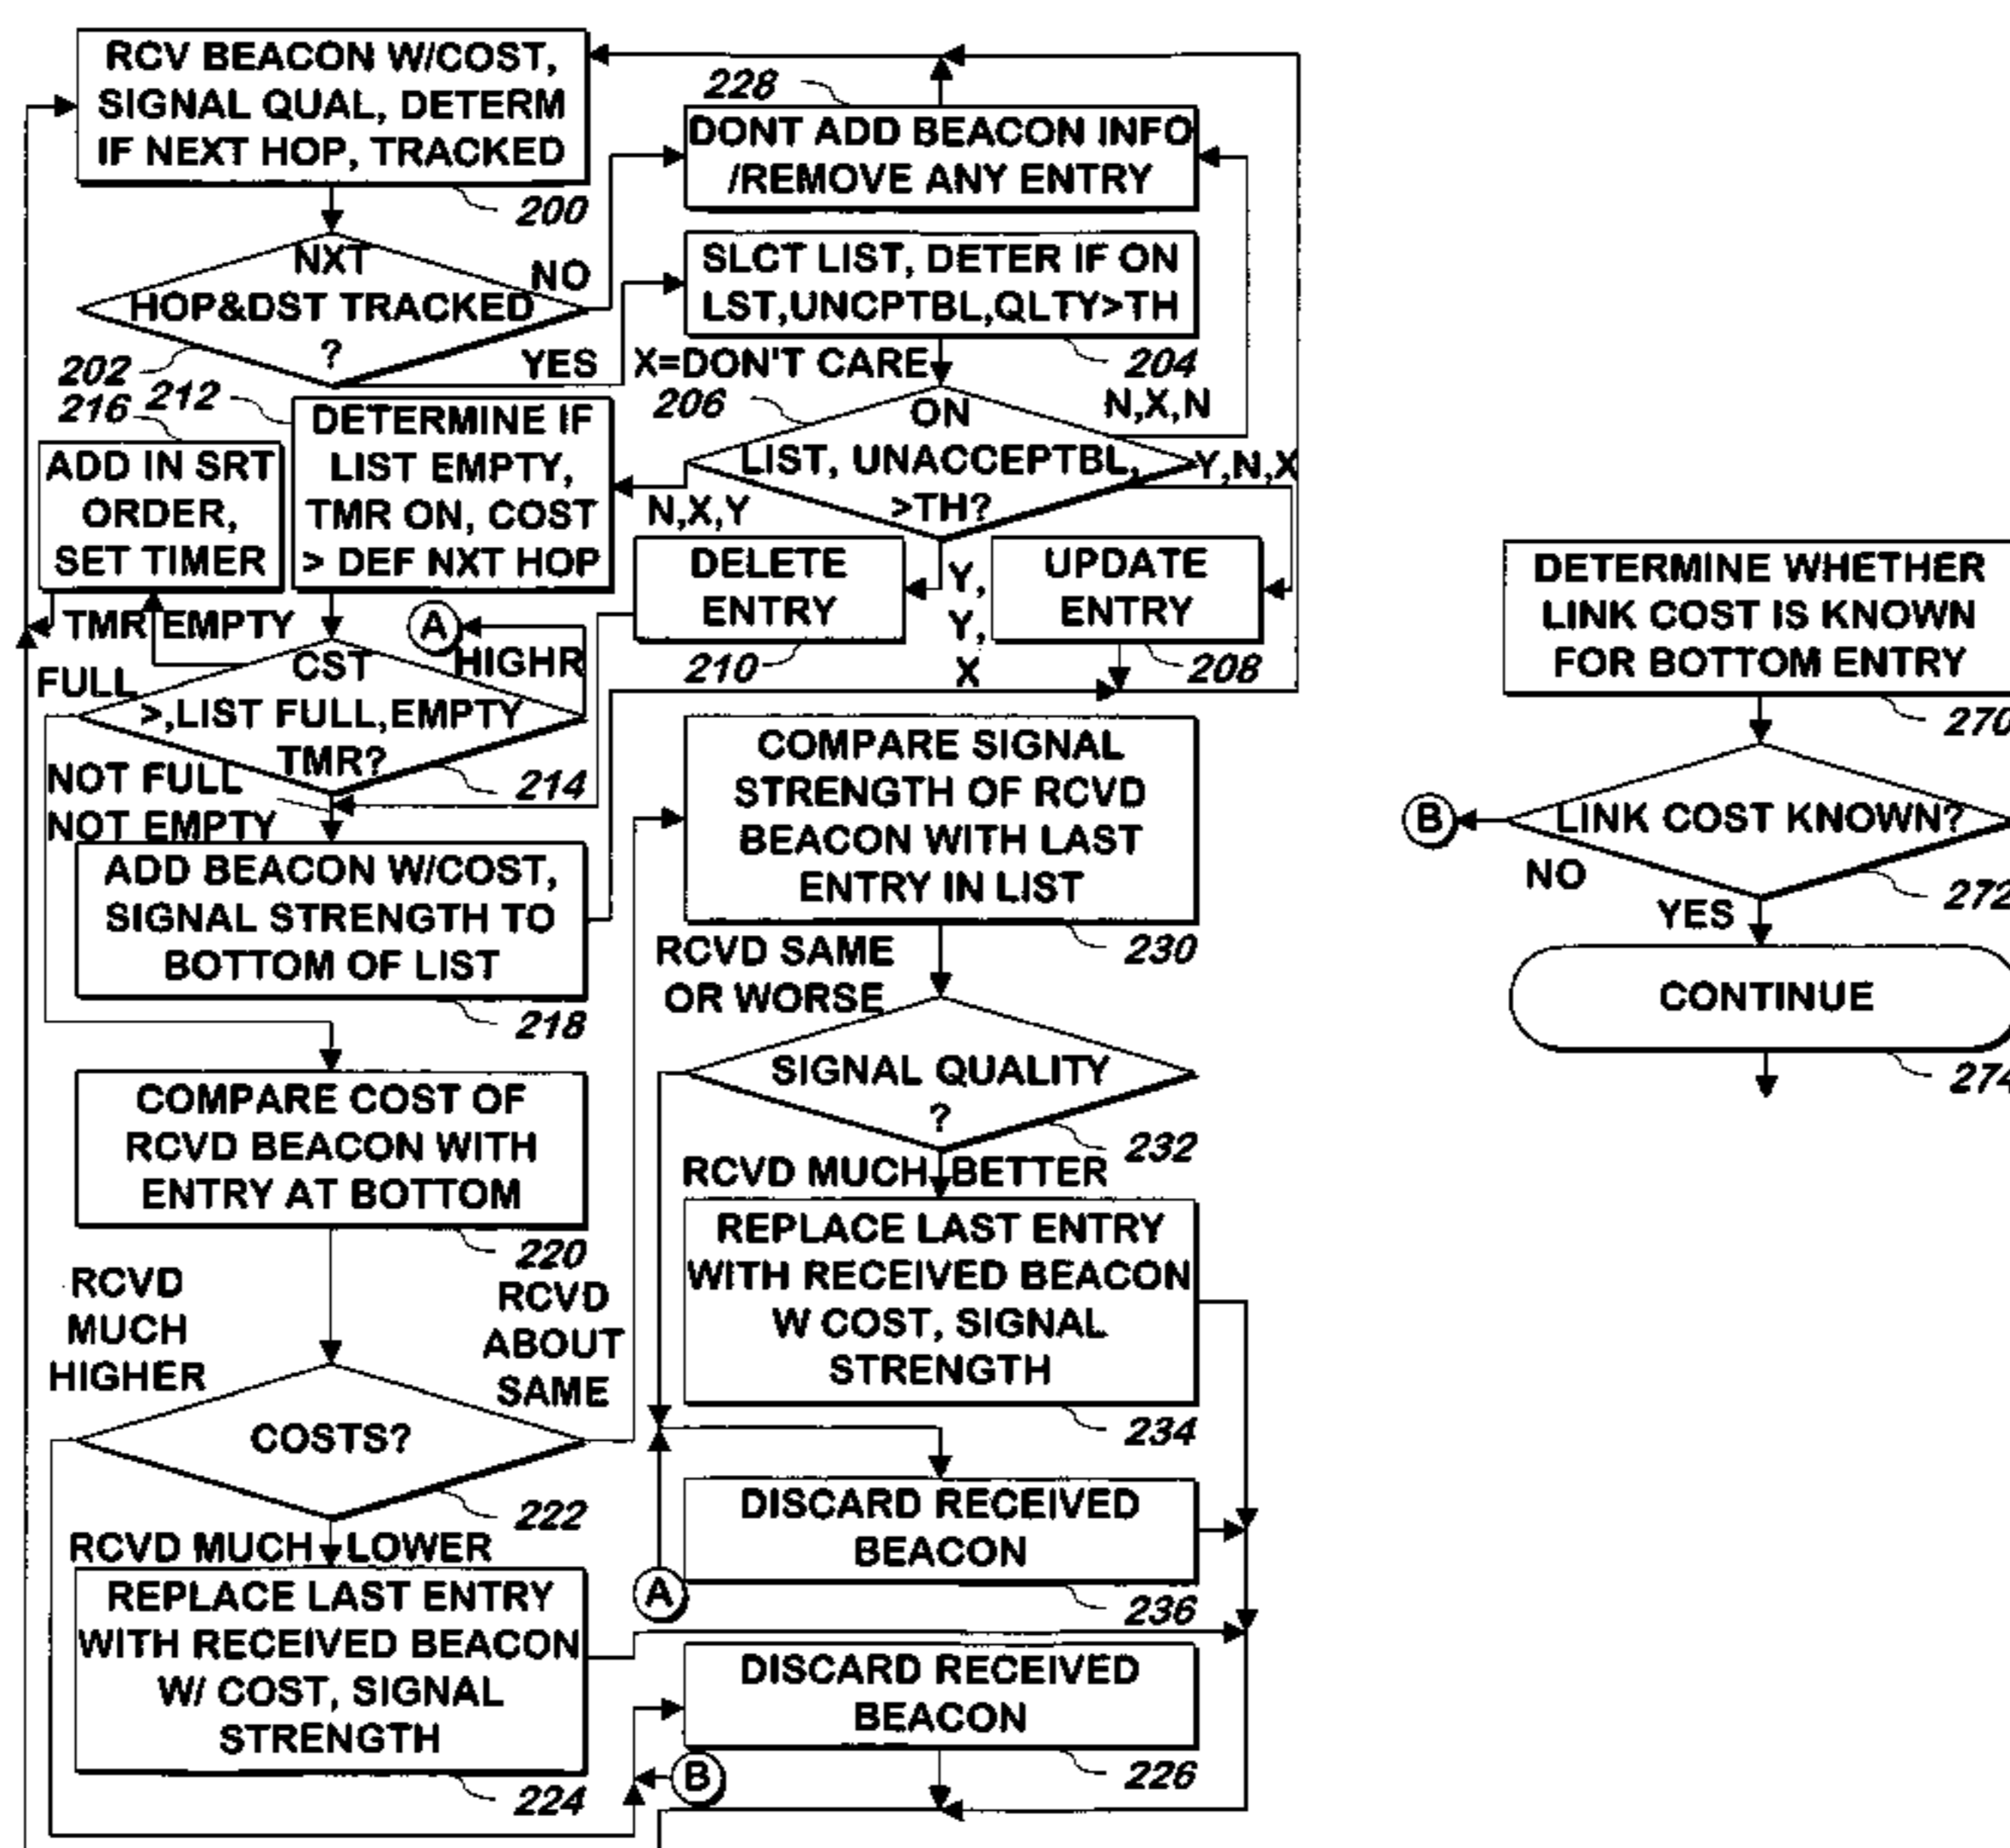 RCV BEACON W/COST,
SIGNAL QUAL, DETERM
IF NEXT HOP, TRACKED
200
228
DONT ADD BEACON INFO
/REMOVE ANY ENTRY
NXT
HOP&DST TRACKED
?
NO
YES
202
SLCT LIST, DETER IF ON
LST,UNCPTBL,QLTY>TH
204
X=DON'T CARE
206
ON
LIST, UNACCEPTBL,
>TH?
N,X,N
Y,N,X
N,X,Y
Y,
Y,
X
216
212
ADD IN SRT
ORDER,
SET TIMER
DETERMINE IF
LIST EMPTY,
TMR ON, COST
> DEF NXT HOP
DELETE
ENTRY
210
UPDATE
ENTRY
208
TMR EMPTY
A
HIGHR
FULL
CST
>,LIST FULL,EMPTY
TMR?
214
NOT FULL
NOT EMPTY
ADD BEACON W/COST,
SIGNAL STRENGTH TO
BOTTOM OF LIST
218
COMPARE SIGNAL
STRENGTH OF RCVD
BEACON WITH LAST
ENTRY IN LIST
230
RCVD SAME
OR WORSE
SIGNAL QUALITY
?
232
RCVD MUCH BETTER
COMPARE COST OF
RCVD BEACON WITH
ENTRY AT BOTTOM
220
REPLACE LAST ENTRY
WITH RECEIVED BEACON
W COST, SIGNAL
STRENGTH
234
RCVD
MUCH
HIGHER
RCVD
ABOUT
SAME
COSTS?
222
RCVD MUCH LOWER
DISCARD RECEIVED
BEACON
236
A
REPLACE LAST ENTRY
WITH RECEIVED BEACON
W/ COST, SIGNAL
STRENGTH
224
DISCARD RECEIVED
BEACON
226
B
DETERMINE WHETHER
LINK COST IS KNOWN
FOR BOTTOM ENTRY
270
B
LINK COST KNOWN?
NO
272
YES
CONTINUE
274